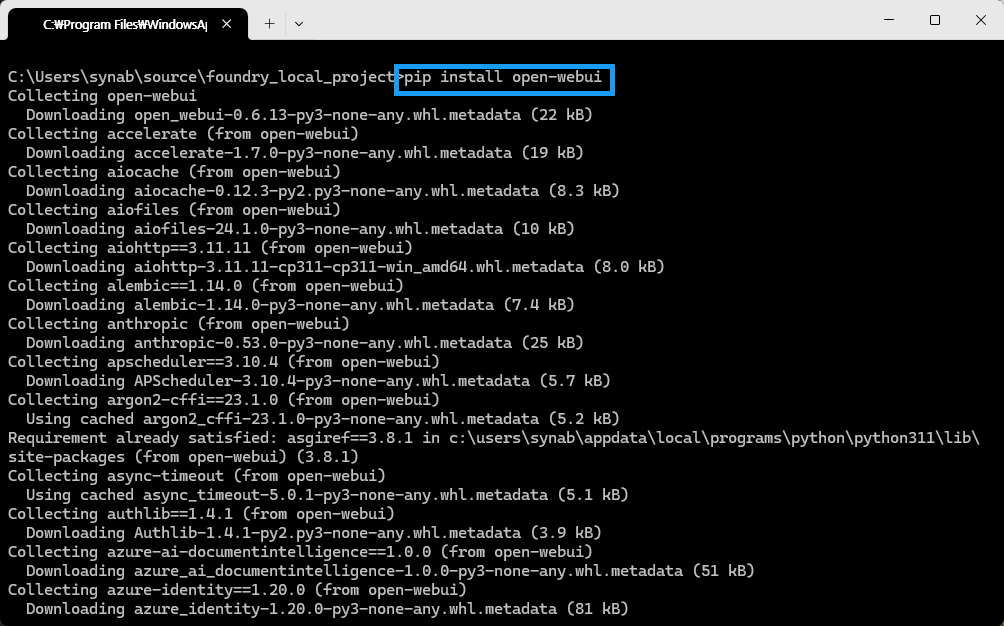 C:₩Program Files₩WindowsAp
C:\Users\synab\source\foundry_local_project>pip install open-webui
Collecting open-webui
  Downloading open_webui-0.6.13-py3-none-any.whl.metadata (22 kB)
Collecting accelerate (from open-webui)
  Downloading accelerate-1.7.0-py3-none-any.whl.metadata (19 kB)
Collecting aiocache (from open-webui)
  Downloading aiocache-0.12.3-py2.py3-none-any.whl.metadata (8.3 kB)
Collecting aiofiles (from open-webui)
  Downloading aiofiles-24.1.0-py3-none-any.whl.metadata (10 kB)
Collecting aiohttp==3.11.11 (from open-webui)
  Downloading aiohttp-3.11.11-cp311-cp311-win_amd64.whl.metadata (8.0 kB)
Collecting alembic==1.14.0 (from open-webui)
  Downloading alembic-1.14.0-py3-none-any.whl.metadata (7.4 kB)
Collecting anthropic (from open-webui)
  Downloading anthropic-0.53.0-py3-none-any.whl.metadata (25 kB)
Collecting apscheduler==3.10.4 (from open-webui)
  Downloading APScheduler-3.10.4-py3-none-any.whl.metadata (5.7 kB)
Collecting argon2-cffi==23.1.0 (from open-webui)
  Using cached argon2_cffi-23.1.0-py3-none-any.whl.metadata (5.2 kB)
Requirement already satisfied: asgiref==3.8.1 in c:\users\synab\appdata\local\programs\python\python311\lib\
site-packages (from open-webui) (3.8.1)
Collecting async-timeout (from open-webui)
  Using cached async_timeout-5.0.1-py3-none-any.whl.metadata (5.1 kB)
Collecting authlib==1.4.1 (from open-webui)
  Downloading Authlib-1.4.1-py2.py3-none-any.whl.metadata (3.9 kB)
Collecting azure-ai-documentintelligence==1.0.0 (from open-webui)
  Downloading azure_ai_documentintelligence-1.0.0-py3-none-any.whl.metadata (51 kB)
Collecting azure-identity==1.20.0 (from open-webui)
  Downloading azure_identity-1.20.0-py3-none-any.whl.metadata (81 kB)